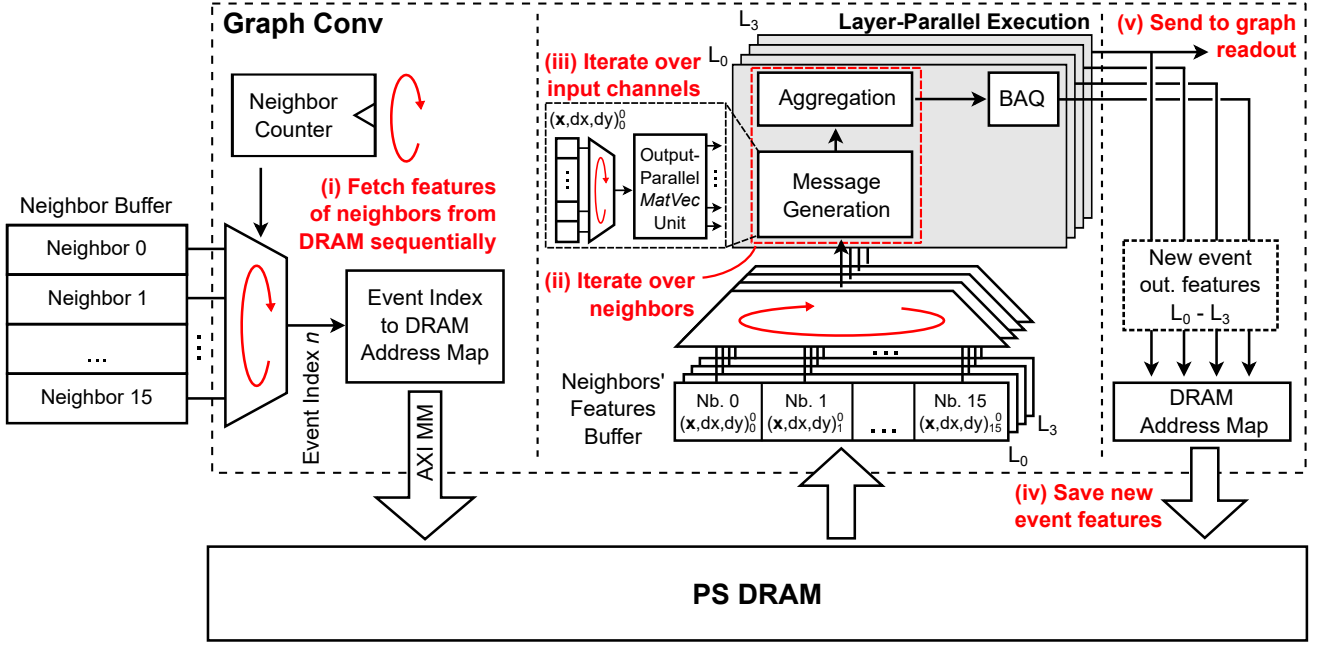 Graph Conv
Neighbor
Counter
(i) Fetch features
of neighbors from
DRAM sequentially
Neighbor Buffer
Neighbor 0
Neighbor 1
...
Neighbor 15
Event Index n
Event Index
to DRAM
Address Map
AXI MM
L3
L0
Layer-Parallel Execution
(iii) Iterate over
input channels
(x,dx,dy)00
Output-
Parallel
MatVec
Unit
Aggregation
BAQ
Message
Generation
(ii) Iterate over
neighbors
Neighbors'
Features
Buffer
Nb. 0
(x,dx,dy)00
Nb. 1
(x,dx,dy)10
...
Nb. 15
(x,dx,dy)150
L3
L0
(v) Send to graph
readout
New event
out. features
L0 - L3
DRAM
Address Map
(iv) Save new
event features
PS DRAM